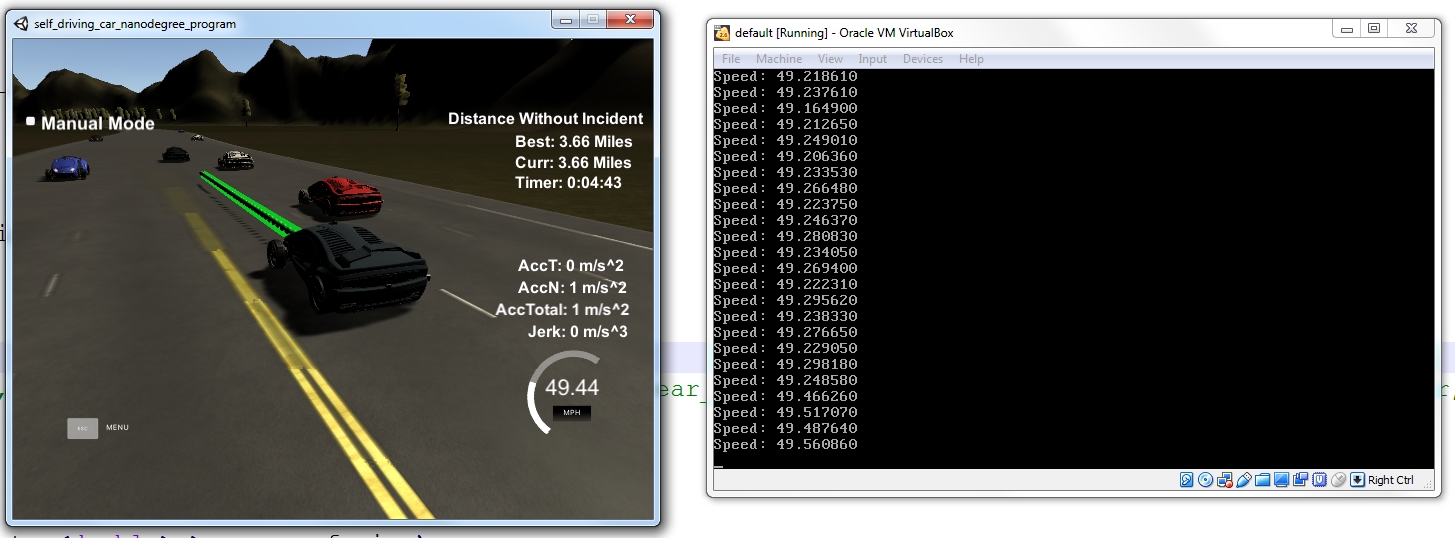 self_driving_car_nanodegree_program
Manual Mode
Distance Without Incident
Best: 3.66 Miles
Curr: 3.66 Miles
Timer: 0:04:43
AccT: 0 m/s^2
AccN: 1 m/s^2
AccTotal: 1 m/s^2
Jerk: 0 m/s^3
49.44
MPH
ESC MENU
default [Running] - Oracle VM VirtualBox
File Machine View Input Devices Help
Speed: 49.218610
Speed: 49.237610
Speed: 49.164900
Speed: 49.212650
Speed: 49.249010
Speed: 49.206360
Speed: 49.233530
Speed: 49.266480
Speed: 49.223750
Speed: 49.246370
Speed: 49.280830
Speed: 49.234050
Speed: 49.269400
Speed: 49.222310
Speed: 49.295620
Speed: 49.238330
Speed: 49.276650
Speed: 49.229050
Speed: 49.298180
Speed: 49.248580
Speed: 49.466260
Speed: 49.517070
Speed: 49.487640
Speed: 49.560860
Right Ctrl
ear_